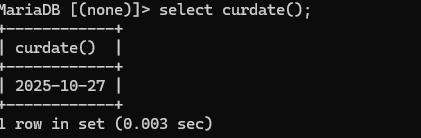 MariaDB [(none)]> select curdate();
+------------+
| curdate()  |
+------------+
| 2025-10-27 |
+------------+
1 row in set (0.003 sec)